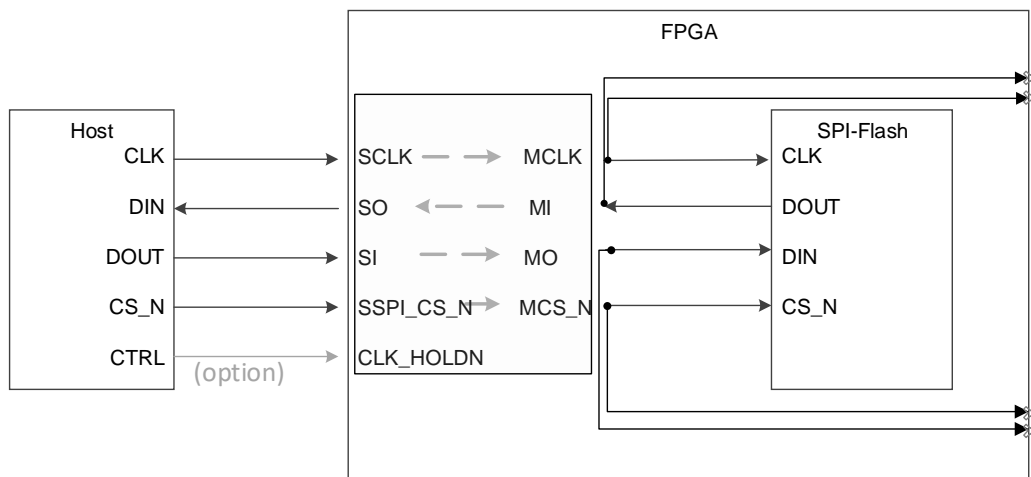 FPGA
Host
SPI-Flash
CLK
SCLK
MCLK
CLK
DIN
SO
MI
DOUT
DOUT
SI
MO
DIN
CS_N
SSPI_CS_N
MCS_N
CS_N
CTRL
(option)
CLK_HOLDN